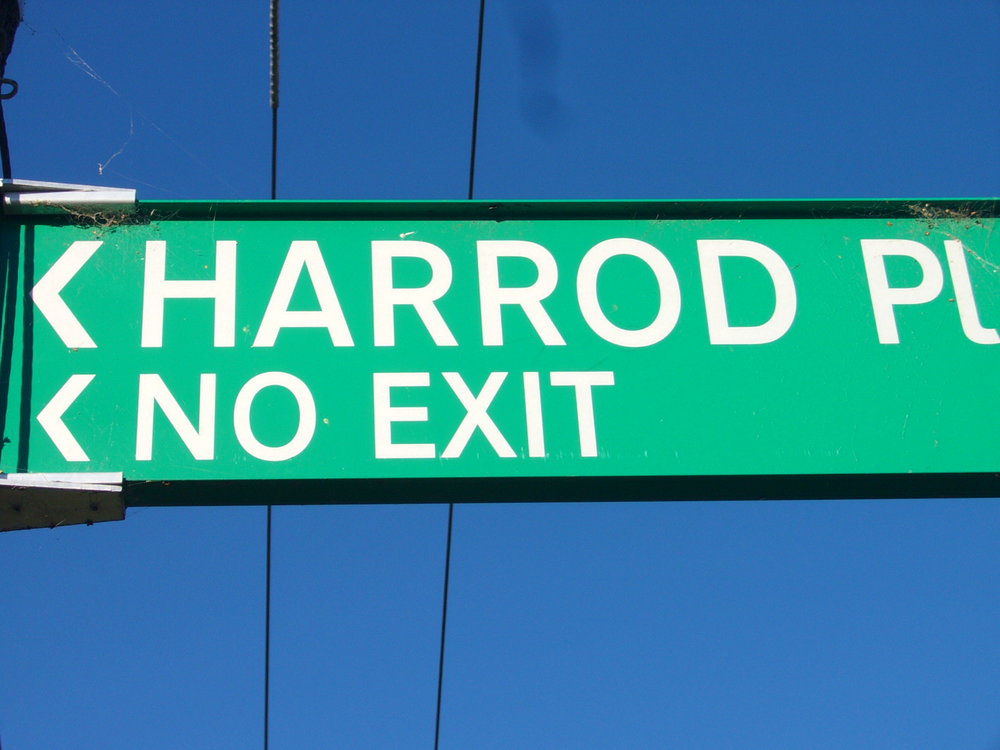 < HARROD PL
< NO EXIT